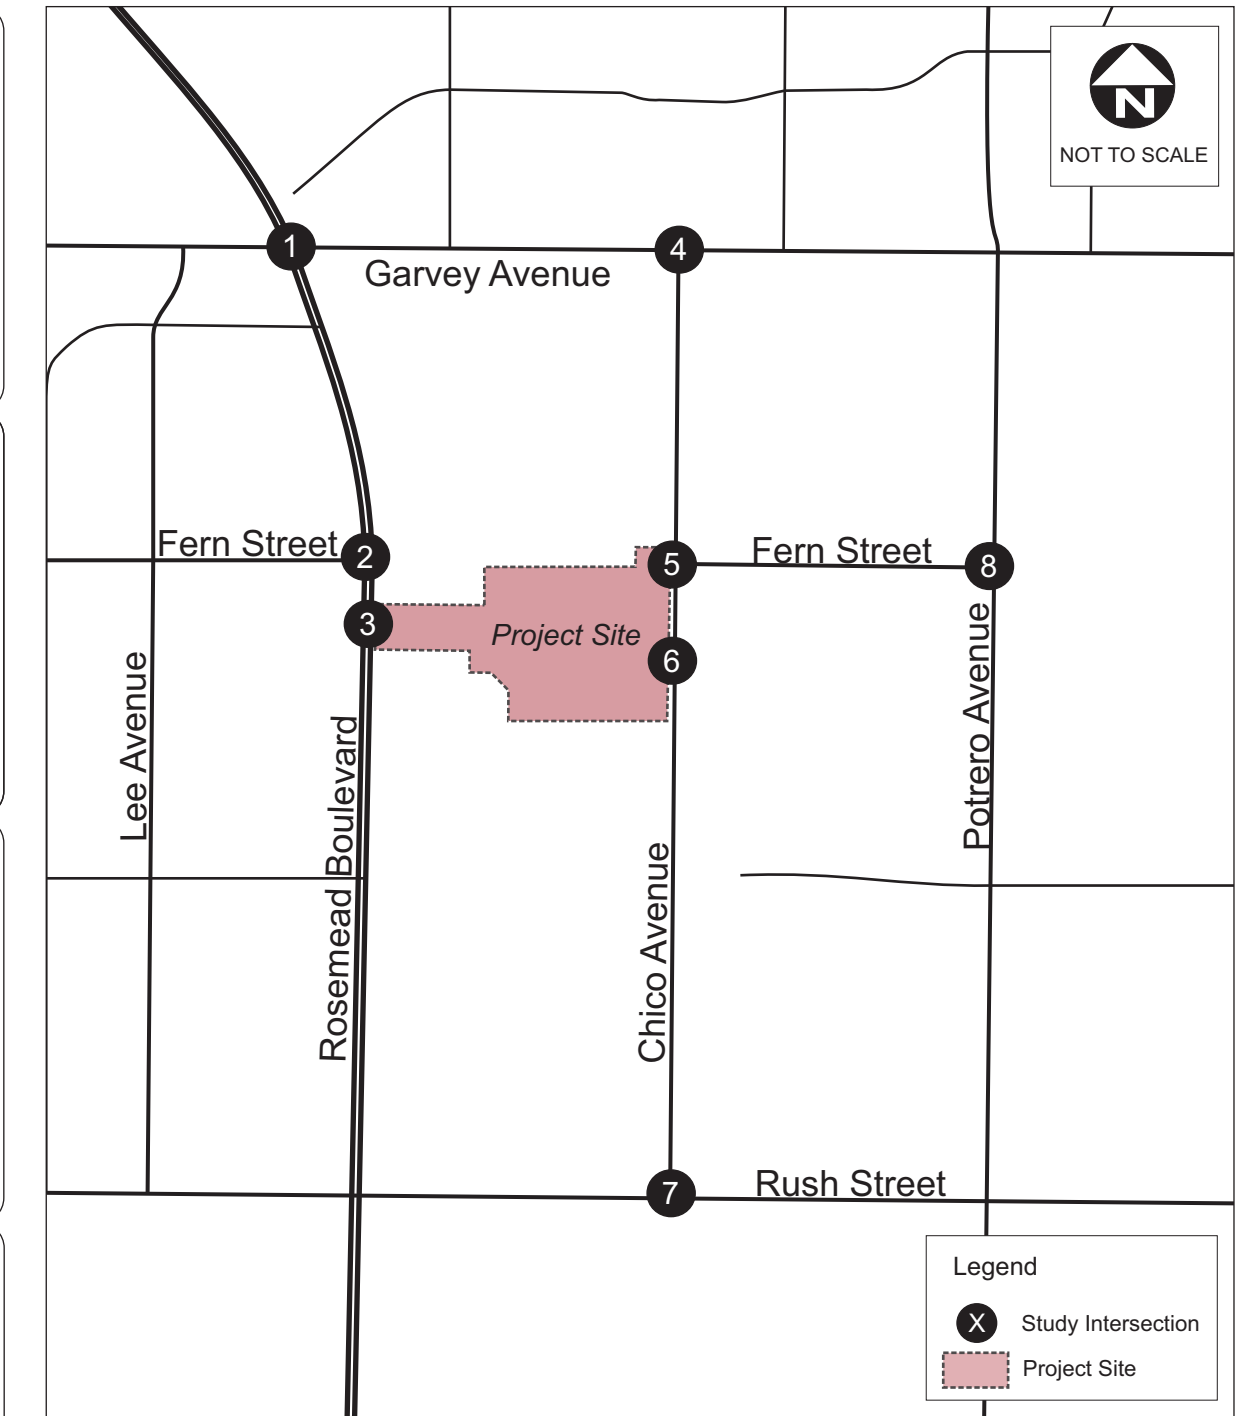 N
NOT TO SCALE
1
4
Garvey Avenue
Fern Street
2
5
Fern Street
8
3
Project Site
6
Lee Avenue
Rosemead Boulevard
Chico Avenue
Potrero Avenue
7
Rush Street
Legend
X Study Intersection
Project Site